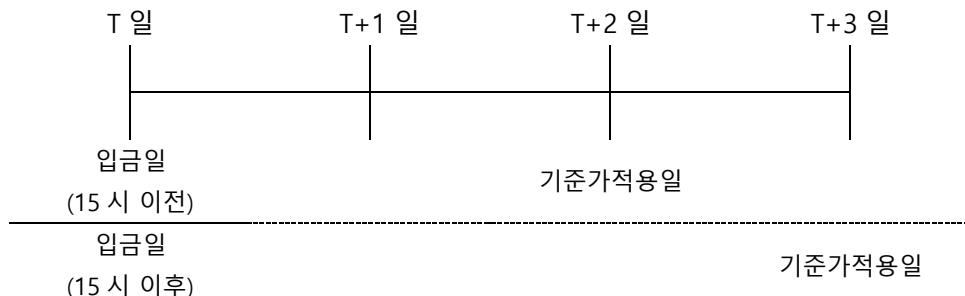 T 일 T+1 일 T+2 일 T+3 일
입금일
(15 시 이전)
기준가적용일
입금일
(15 시 이후)
기준가적용일